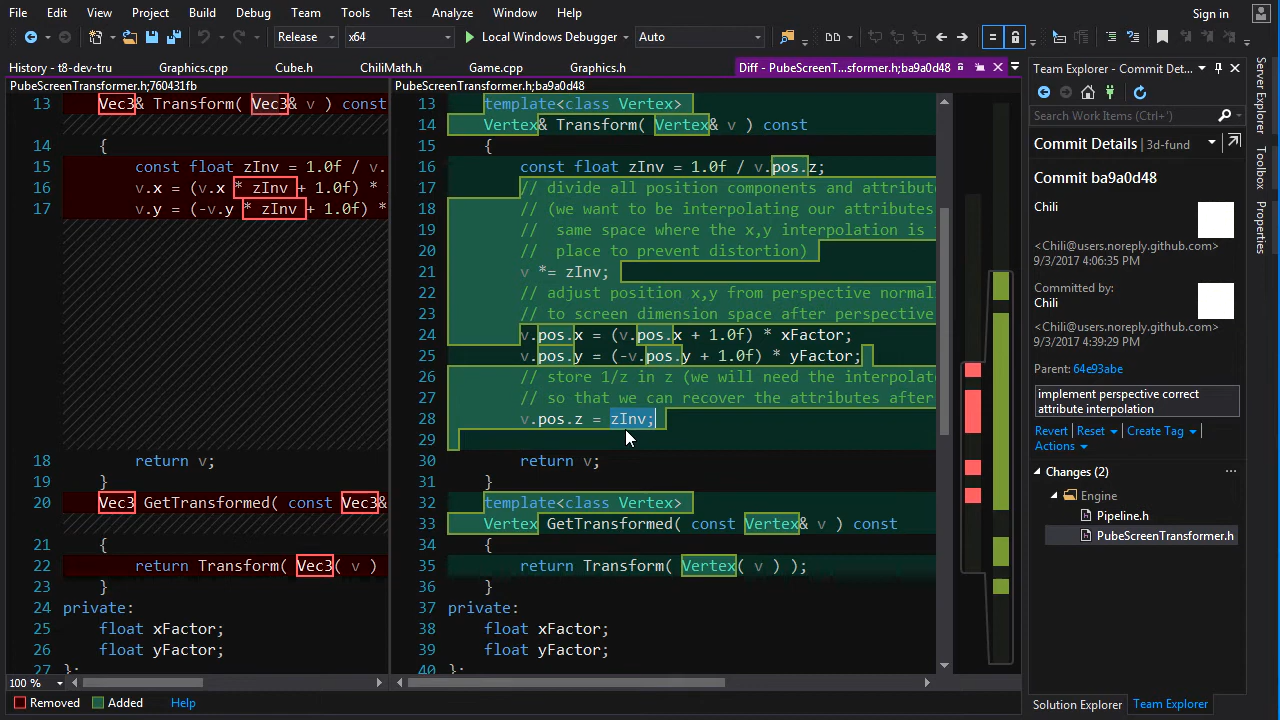 File Edit View Project Build Debug Team Tools Test Analyze Window Help Sign in
Release x64 Local Windows Debugger Auto
History - t8-dev-tru Graphics.cpp Cube.h ChiliMath.h Game.cpp Graphics.h Diff - PubeScreenT...sformer.h;ba9a0d48
PubeScreenTransformer.h;760431fb
13 Vec3& Transform( Vec3& v ) const
{
15 const float zInv = 1.0f / v.
16 v.x = (v.x * zInv + 1.0f) *
17 v.y = (-v.y * zInv + 1.0f) *
18 return v;
19 }
20 Vec3 GetTransformed( const Vec3&
21 {
22 return Transform( Vec3( v )
23 }
24 private:
25 float xFactor;
26 float yFactor;
27 };
PubeScreenTransformer.h;ba9a0d48
13 template<class Vertex>
14 Vertex& Transform( Vertex& v ) const
15 {
16 const float zInv = 1.0f / v.pos.z;
17 // divide all position components and attribut
18 // (we want to be interpolating our attributes
19 // same space where the x,y interpolation is
20 // place to prevent distortion)
21 v *= zInv;
22 // adjust position x,y from perspective normal
23 // to screen dimension space after perspective
24 v.pos.x = (v.pos.x + 1.0f) * xFactor;
25 v.pos.y = (-v.pos.y + 1.0f) * yFactor;
26 // store 1/z in z (we will need the interpolate
27 // so that we can recover the attributes after
28 v.pos.z = zInv;
29
30 return v;
31 }
32 template<class Vertex>
33 Vertex GetTransformed( const Vertex& v ) const
34 {
35 return Transform( Vertex( v ) );
36 }
37 private:
38 float xFactor;
39 float yFactor;
40 };
100 %
Removed Added Help
Team Explorer - Commit Det...
Search Work Items (Ctrl+')
Commit Details 3d-fund
Commit ba9a0d48
Chili
<Chili@users.noreply.github.com>
9/3/2017 4:06:35 PM
Committed by:
Chili
<Chili@users.noreply.github.com>
9/3/2017 4:39:29 PM
Parent: 64e93abe
implement perspective correct
attribute interpolation
Revert Reset Create Tag
Actions
Changes (2)
Engine
Pipeline.h
PubeScreenTransformer.h
Solution Explorer Team Explorer
Server Explorer
Toolbox
Properties